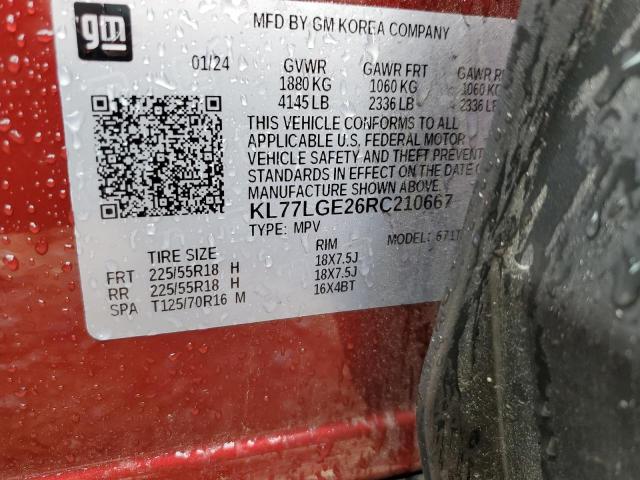 gm
MFD BY GM KOREA COMPANY
01/24 GVWR GAWR FRT GAWR
1880 KG 1060 KG 1060 KG
4145 LB 2336 LB 2336 LB
THIS VEHICLE CONFORMS TO ALL
APPLICABLE U.S. FEDERAL MOTOR
VEHICLE SAFETY AND THEFT PREVENT
STANDARDS IN EFFECT ON THE DATE
MANUFACTURE SHOWN ABOVE.
KL77LGE26RC210667
TYPE: MPV MODEL: 671T
TIRE SIZE RIM
FRT 225/55R18 H 18X7.5J
RR 225/55R18 H 18X7.5J
SPA T125/70R16 M 16X4BT